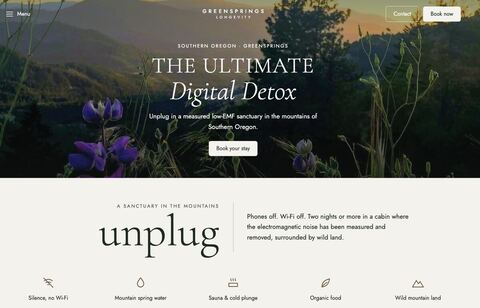 Menu
GREENSPRINGS
LONGEVITY
Contact
Book now
SOUTHERN OREGON · GREENSPRINGS
THE ULTIMATE
Digital Detox
Unplug in a measured low-EMF sanctuary in the mountains of
Southern Oregon.
Book your stay
A SANCTUARY IN THE MOUNTAINS
unplug
Phones off. Wi-Fi off. Two nights or more in a cabin where
the electromagnetic noise has been measured and
removed, surrounded by wild land.
Silence, no Wi-Fi
Mountain spring water
Sauna & cold plunge
Organic food
Wild mountain land